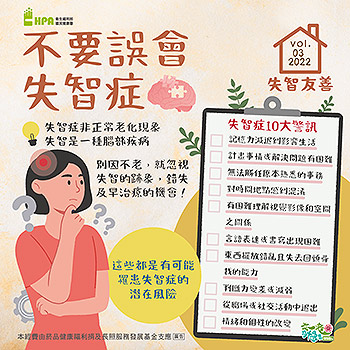 HPA 衛生福利部
國民健康署
不要誤會
失智症
vol.
03
2022
失智友善
失智症非正常老化現象
失智是一種腦部疾病
別因不老，就忽視
失智的跡象，錯失
及早治療的機會！
這些都是有可能
罹患失智症的
潛在風險
失智症10大警訊
記憶力減退到影響生活
計畫事情或解決問題有困難
無法勝任原本熟悉的事務
對時間地點感到混淆
有困難理解視覺影像和空間
之關係
言語表達或書寫出現困難
東西擺放錯亂且失去回頭尋
找的能力
判斷力變差或減弱
從職場或社交活動中退出
情緒和個性的改變
本經費由菸品健康福利捐及長照服務發展基金支應